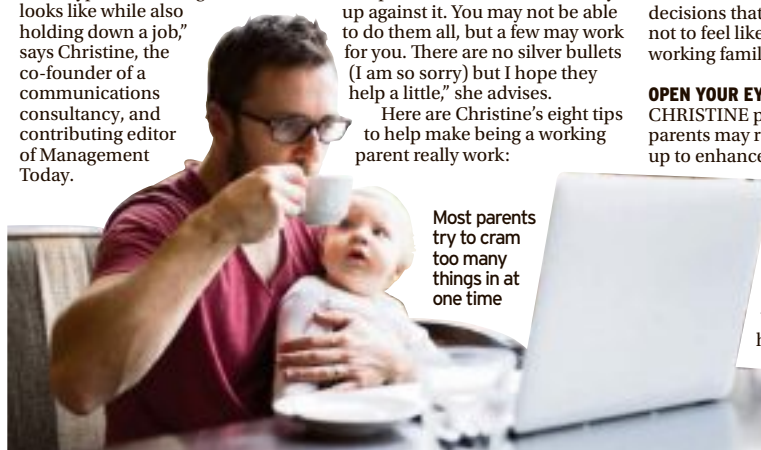 looks like while also
holding down a job,”
says Christine, the
co-founder of a
communications
consultancy, and
contributing editor
of Management
Today.
up against it. You may not be able
to do them all, but a few may work
for you. There are no silver bullets
(I am so sorry) but I hope they
help a little,” she advises.
Here are Christine’s eight tips
to help make being a working
parent really work:
Most parents
try to cram
too many
things in at
one time
decisions that
not to feel like
working famil
OPEN YOUR EY
CHRISTINE p
parents may r
up to enhance
h